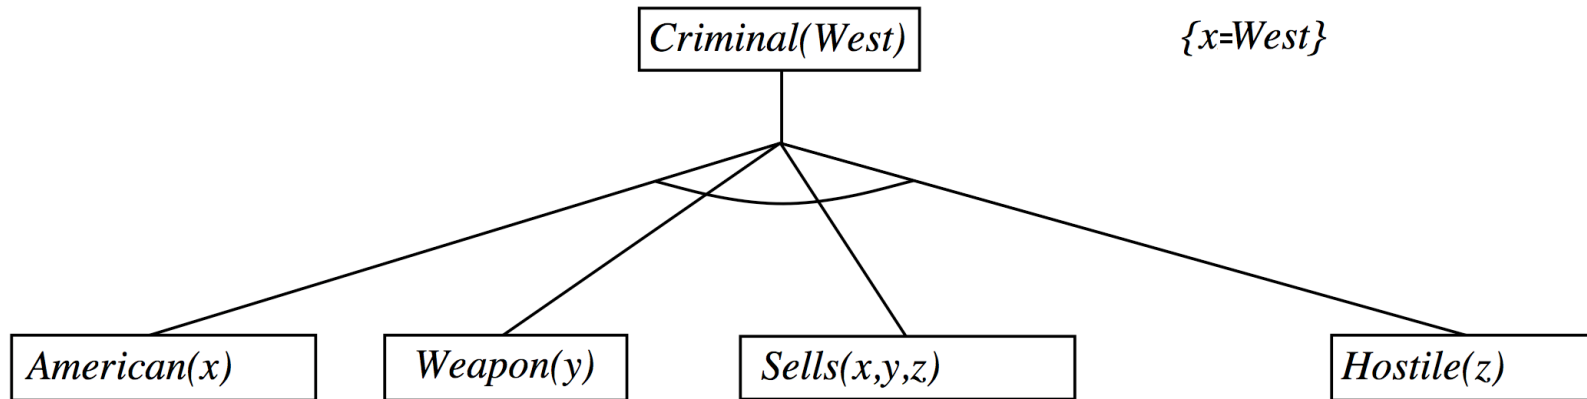 Criminal(West)
{x=West}
American(x)
Weapon(y)
Sells(x,y,z)
Hostile(z)